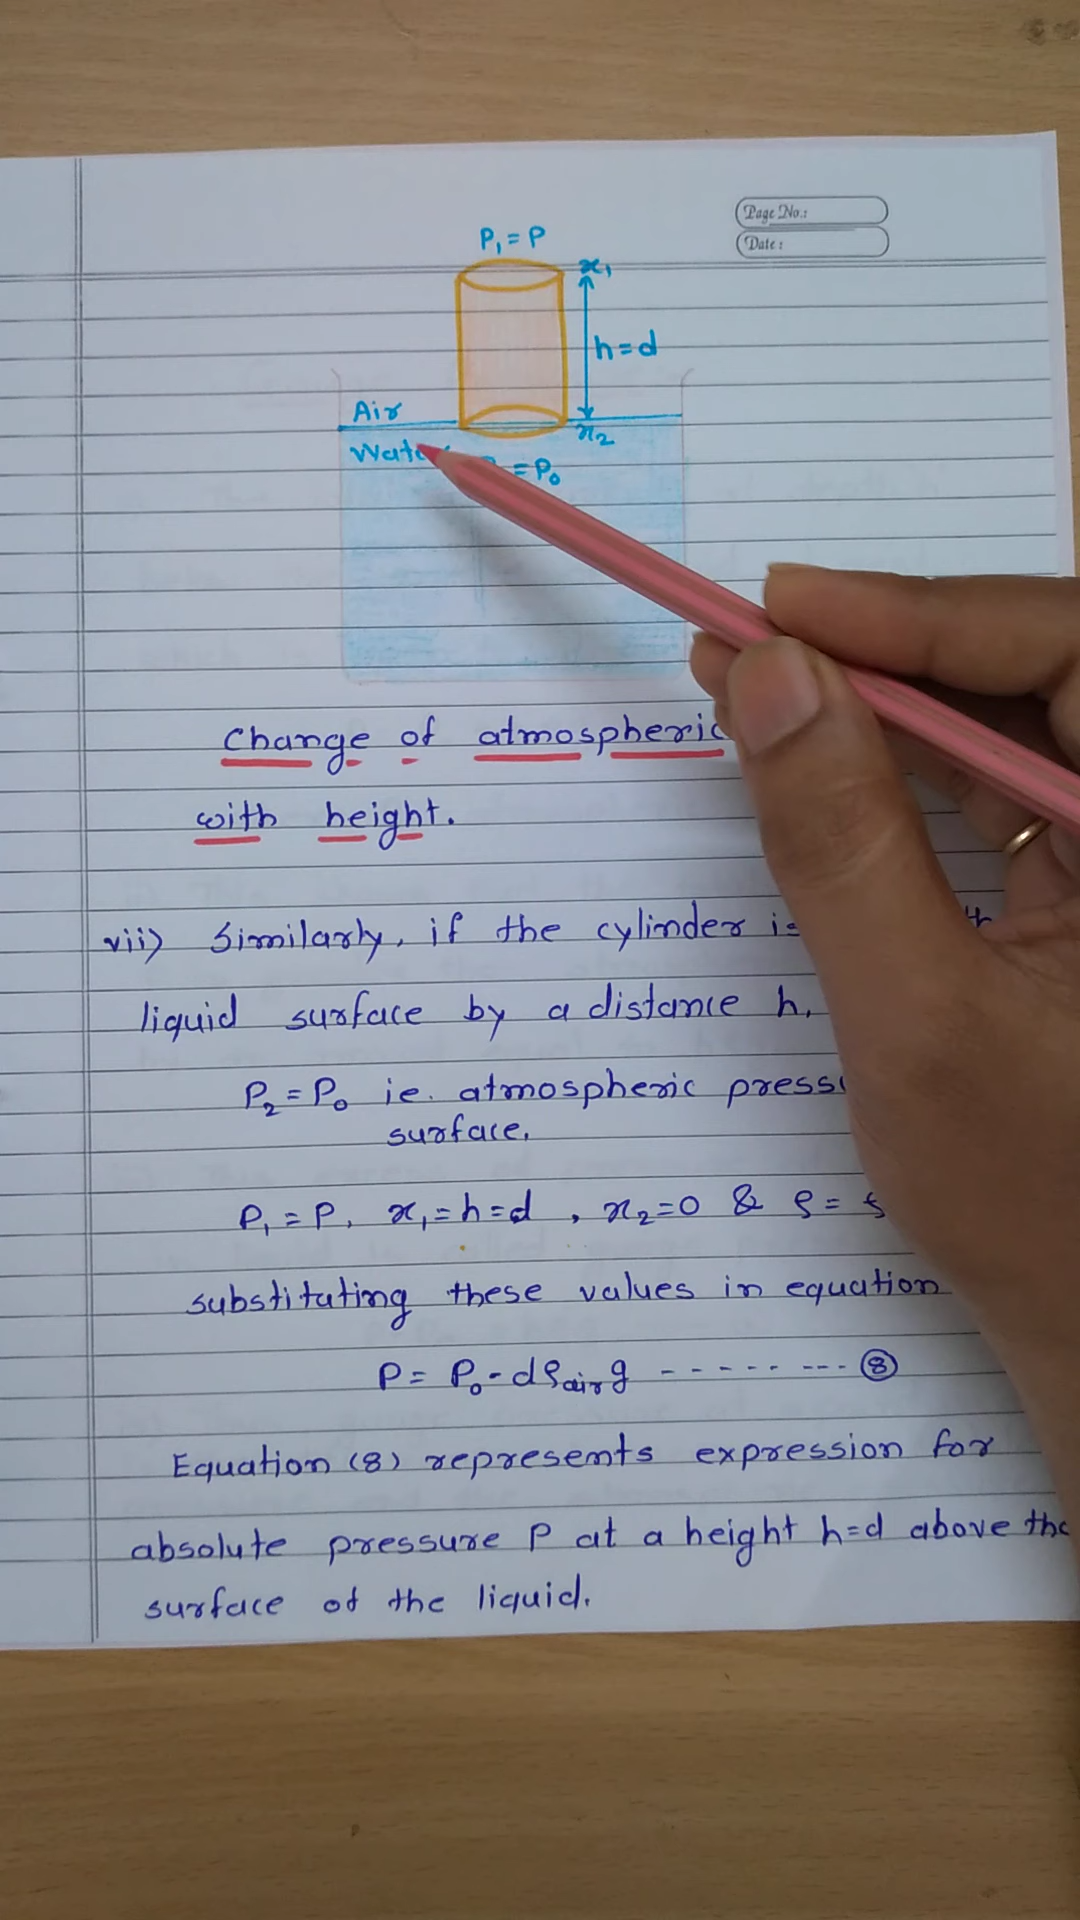 Page No.:
Date:
P₁ = P
x₁
h=d
Air
x₂
= P₀
Change of atmospheric
with height.
vii) Similarly, if the cylinder
liquid surface by a distance h,
P₂ = P₀ ie. atmospheric
surface.
P₁ = P, x₁ = h = d , x₂ = 0 & ρ =
substituting these values in equation
P = P₀ - dρair g ------- --- ⑧
Equation (8) represents expression for
absolute pressure P at a height h=d above the
surface of the liquid.